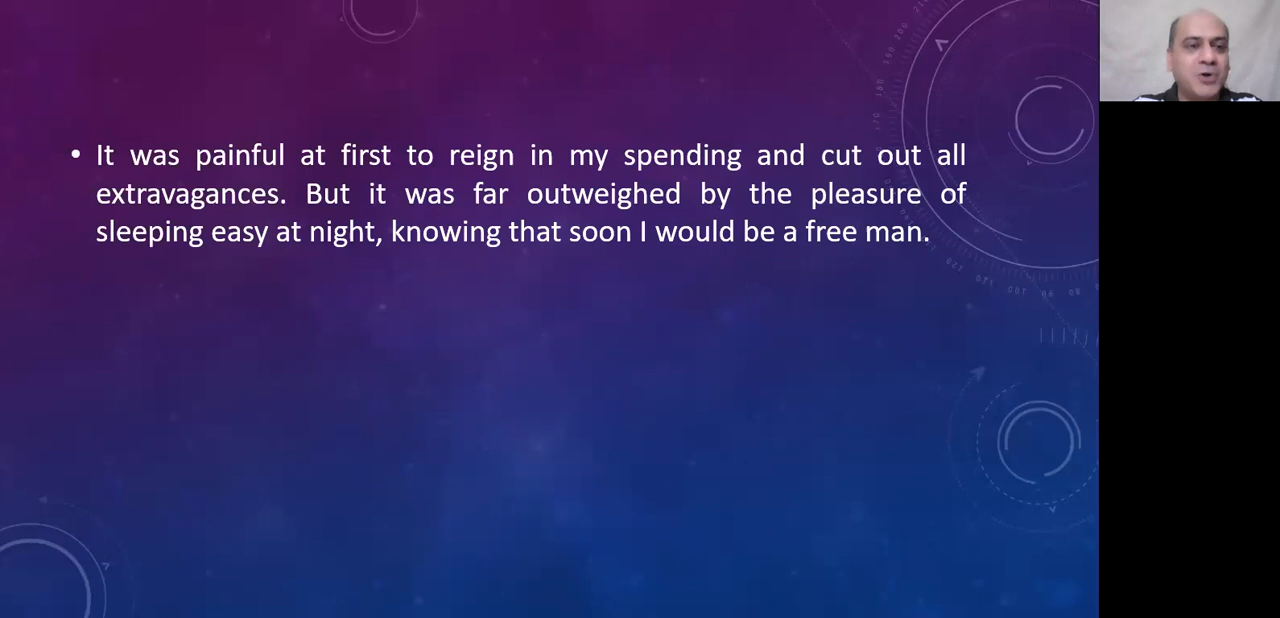 • It was painful at first to reign in my spending and cut out all
extravagances. But it was far outweighed by the pleasure of
sleeping easy at night, knowing that soon I would be a free man.